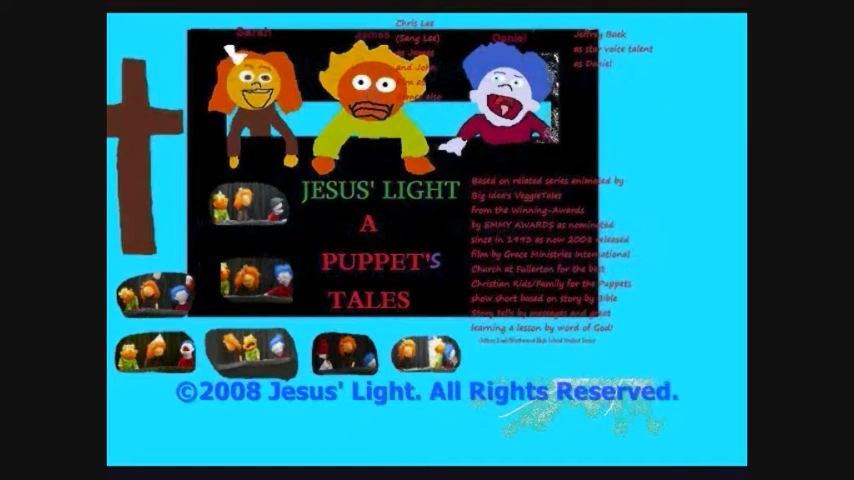 Sarah
James
Daniel
Chris Lee
(Sang Lee)
as James
and John
also
Jeffrey Baek
as star voice talent
as Daniel
JESUS' LIGHT
A
PUPPET'S
TALES
Based on related series animated by
Big Idea's VeggieTales
from the Winning-Awards
by EMMY AWARDS as nominated
since in 1993 as now 2008 released
film by Grace Ministries International
Church at Fullerton for the best
Christian Kids/Family for the Puppets
show short based on story by Bible
Story tells by messages and great
learning a lesson by word of God!
©2008 Jesus' Light. All Rights Reserved.